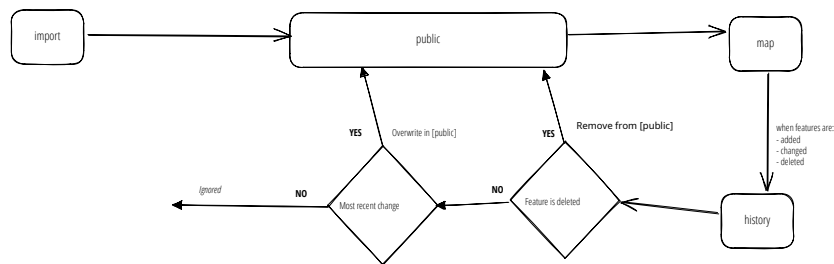 import
public
map
when features are:
- added
- changed
- deleted
YES
Overwrite in [public]
YES
Remove from [public]
Ignored
NO
Most recent change
NO
Feature is deleted
history